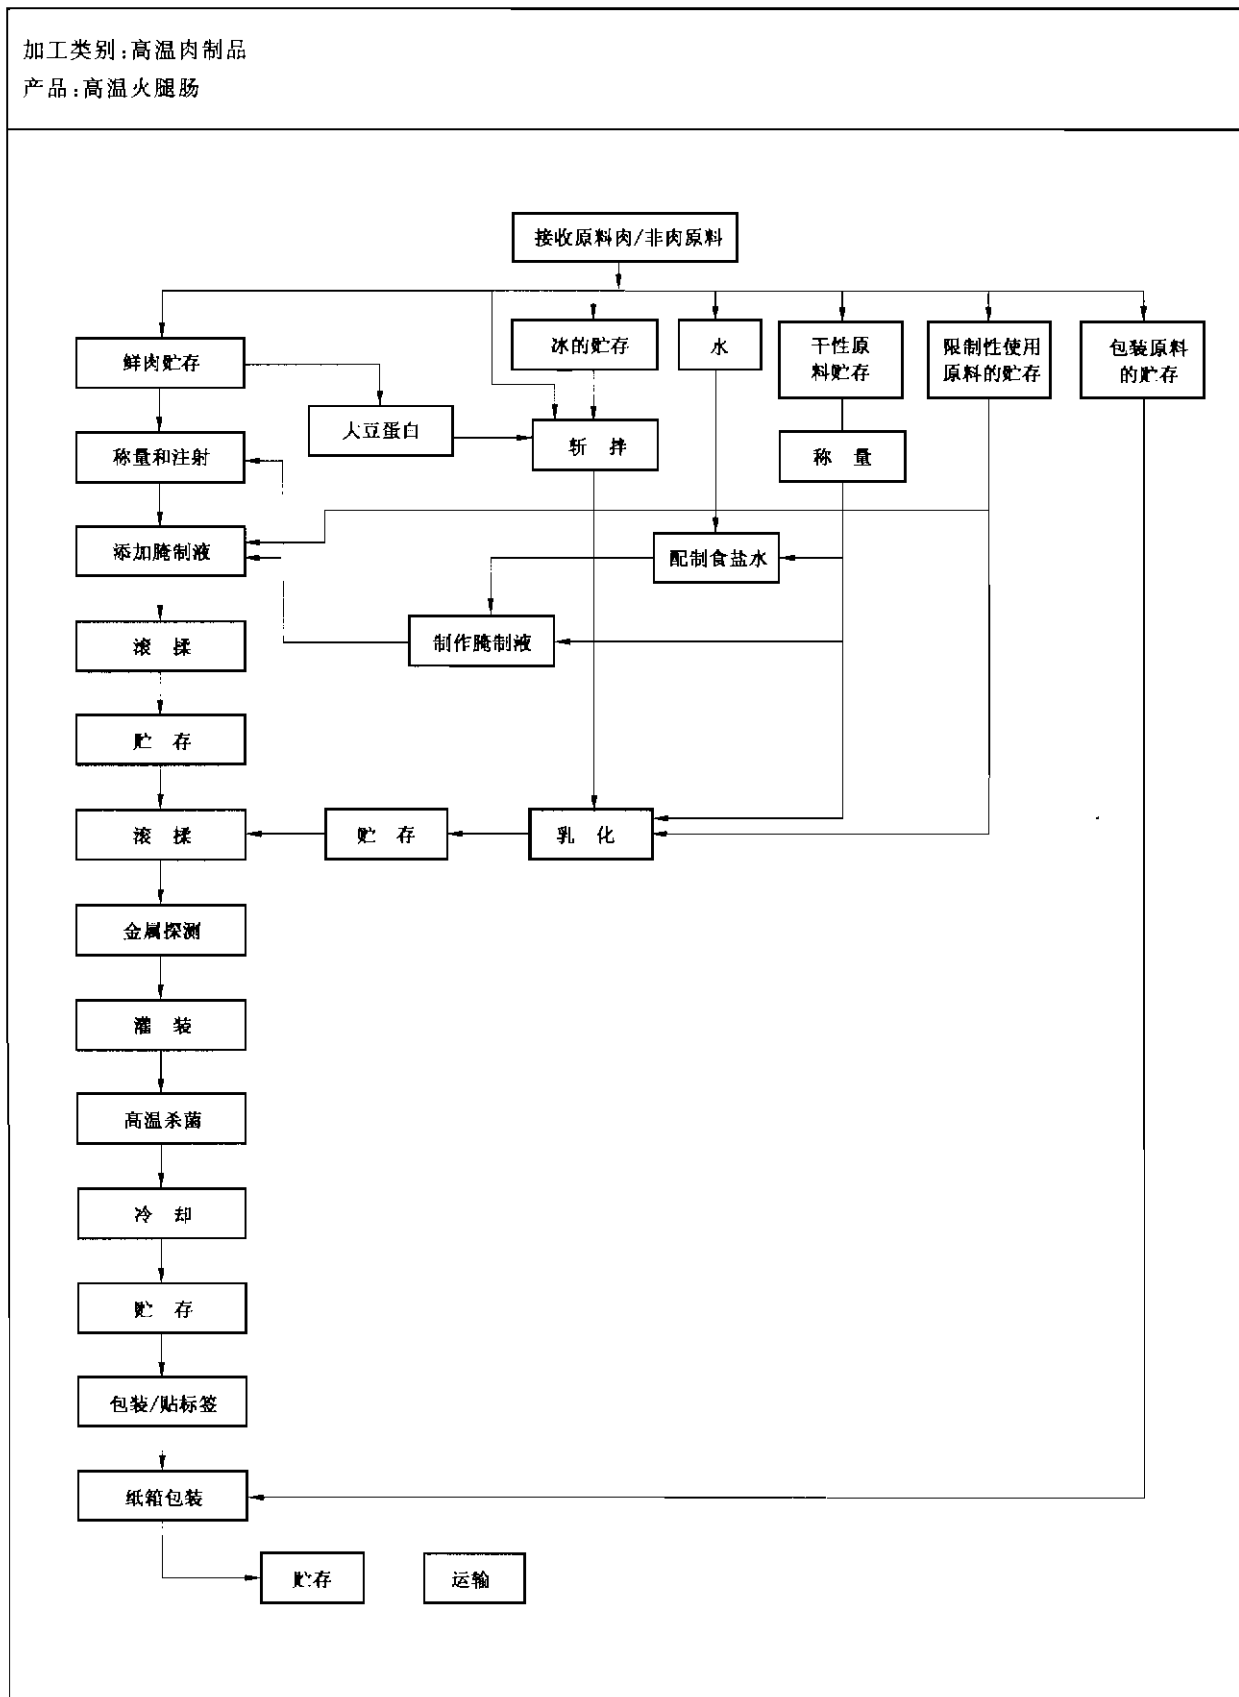 加工类别:高温肉制品
产品:高温火腿肠
接收原料肉/非肉原料
鲜肉贮存
冰的贮存
水
干性原
料贮存
限制性使用
原料的贮存
包装原料
的贮存
大豆蛋白
斩 拌
称量和注射
称 量
添加腌制液
配制食盐水
滚 揉
制作腌制液
贮 存
滚 揉
贮 存
乳 化
金属探测
灌 装
高温杀菌
冷 却
贮 存
包装/贴标签
纸箱包装
贮存
运输